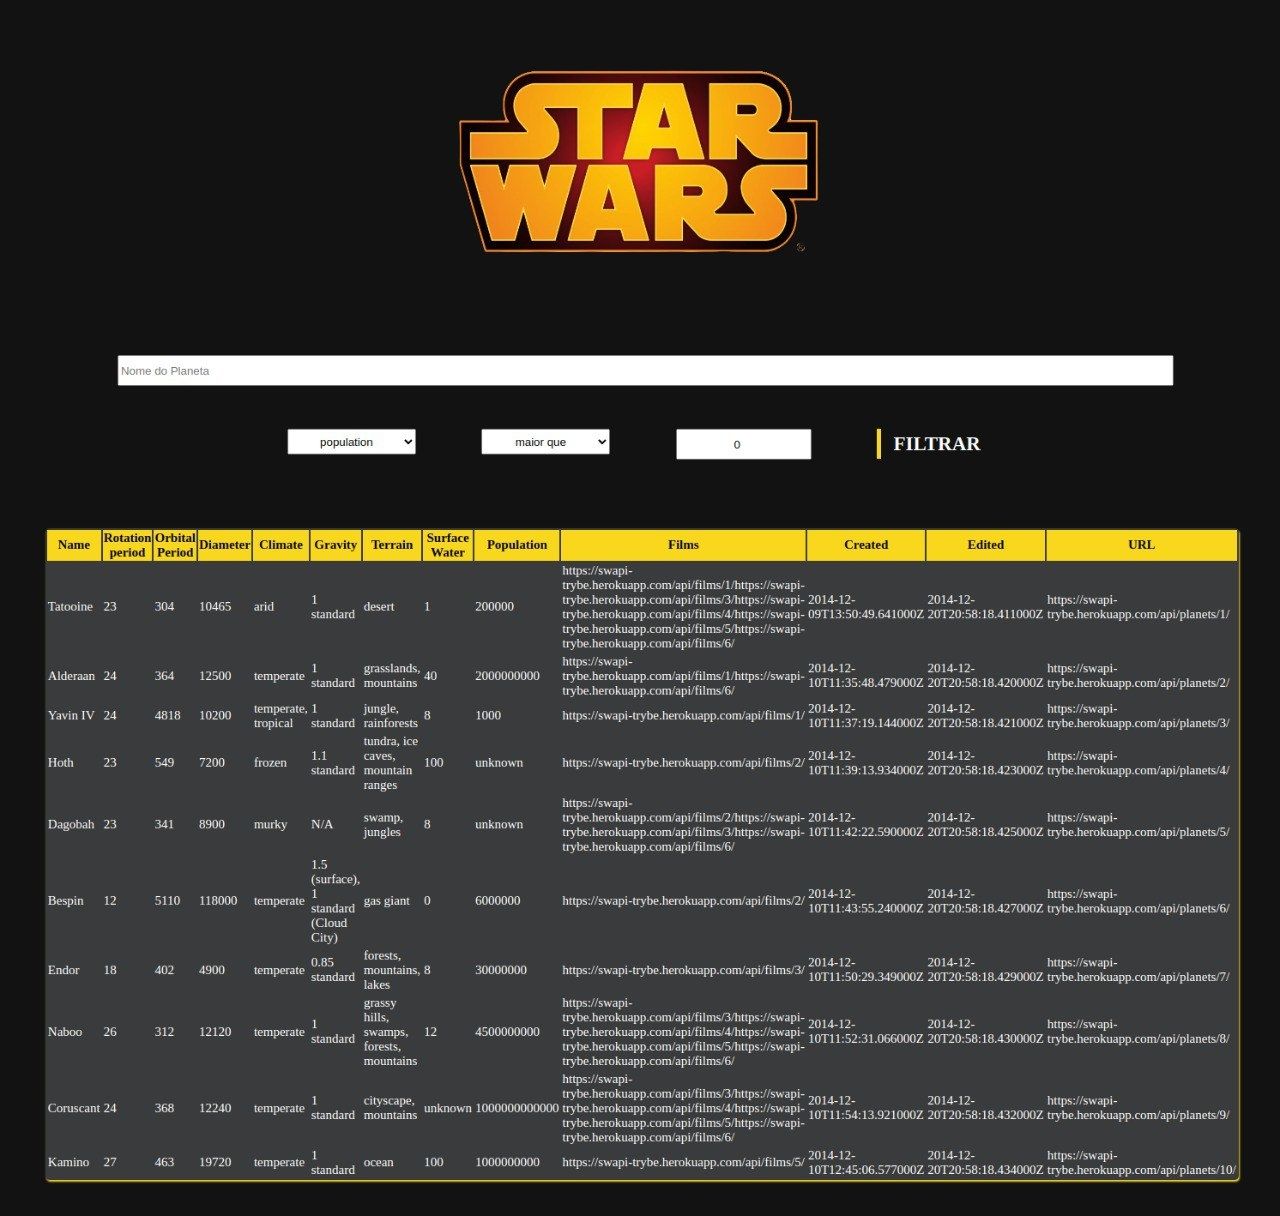 STAR
WARS
Nome do Planeta
population
maior que
0
FILTRAR
Name Rotation period Orbital Period Diameter Climate Gravity Terrain Surface Water Population Films Created Edited URL
Tatooine 23 304 10465 arid 1 standard desert 1 200000 https://swapi-trybe.herokuapp.com/api/films/1/https://swapi-trybe.herokuapp.com/api/films/3/https://swapi-trybe.herokuapp.com/api/films/4/https://swapi-trybe.herokuapp.com/api/films/5/https://swapi-trybe.herokuapp.com/api/films/6/ 2014-12-09T13:50:49.641000Z 2014-12-20T20:58:18.411000Z https://swapi-trybe.herokuapp.com/api/planets/1/
Alderaan 24 364 12500 temperate 1 standard grasslands, mountains 40 2000000000 https://swapi-trybe.herokuapp.com/api/films/1/https://swapi-trybe.herokuapp.com/api/films/6/ 2014-12-10T11:35:48.479000Z 2014-12-20T20:58:18.420000Z https://swapi-trybe.herokuapp.com/api/planets/2/
Yavin IV 24 4818 10200 temperate, tropical 1 standard jungle, rainforests 8 1000 https://swapi-trybe.herokuapp.com/api/films/1/ 2014-12-10T11:37:19.144000Z 2014-12-20T20:58:18.421000Z https://swapi-trybe.herokuapp.com/api/planets/3/
Hoth 23 549 7200 frozen 1.1 standard tundra, ice caves, mountain ranges 100 unknown https://swapi-trybe.herokuapp.com/api/films/2/ 2014-12-10T11:39:13.934000Z 2014-12-20T20:58:18.423000Z https://swapi-trybe.herokuapp.com/api/planets/4/
Dagobah 23 341 8900 murky N/A swamp, jungles 8 unknown https://swapi-trybe.herokuapp.com/api/films/2/https://swapi-trybe.herokuapp.com/api/films/3/https://swapi-trybe.herokuapp.com/api/films/6/ 2014-12-10T11:42:22.590000Z 2014-12-20T20:58:18.425000Z https://swapi-trybe.herokuapp.com/api/planets/5/
Bespin 12 5110 118000 temperate 1.5 (surface), 1 standard (Cloud City) gas giant 0 6000000 https://swapi-trybe.herokuapp.com/api/films/2/ 2014-12-10T11:43:55.240000Z 2014-12-20T20:58:18.427000Z https://swapi-trybe.herokuapp.com/api/planets/6/
Endor 18 402 4900 temperate 0.85 standard forests, mountains, lakes 8 30000000 https://swapi-trybe.herokuapp.com/api/films/3/ 2014-12-10T11:50:29.349000Z 2014-12-20T20:58:18.429000Z https://swapi-trybe.herokuapp.com/api/planets/7/
Naboo 26 312 12120 temperate 1 standard grassy hills, swamps, forests, mountains 12 4500000000 https://swapi-trybe.herokuapp.com/api/films/3/https://swapi-trybe.herokuapp.com/api/films/4/https://swapi-trybe.herokuapp.com/api/films/5/https://swapi-trybe.herokuapp.com/api/films/6/ 2014-12-10T11:52:31.066000Z 2014-12-20T20:58:18.430000Z https://swapi-trybe.herokuapp.com/api/planets/8/
Coruscant 24 368 12240 temperate 1 standard cityscape, mountains unknown 1000000000000 https://swapi-trybe.herokuapp.com/api/films/3/https://swapi-trybe.herokuapp.com/api/films/4/https://swapi-trybe.herokuapp.com/api/films/5/https://swapi-trybe.herokuapp.com/api/films/6/ 2014-12-10T11:54:13.921000Z 2014-12-20T20:58:18.432000Z https://swapi-trybe.herokuapp.com/api/planets/9/
Kamino 27 463 19720 temperate 1 standard ocean 100 1000000000 https://swapi-trybe.herokuapp.com/api/films/5/ 2014-12-10T12:45:06.577000Z 2014-12-20T20:58:18.434000Z https://swapi-trybe.herokuapp.com/api/planets/10/